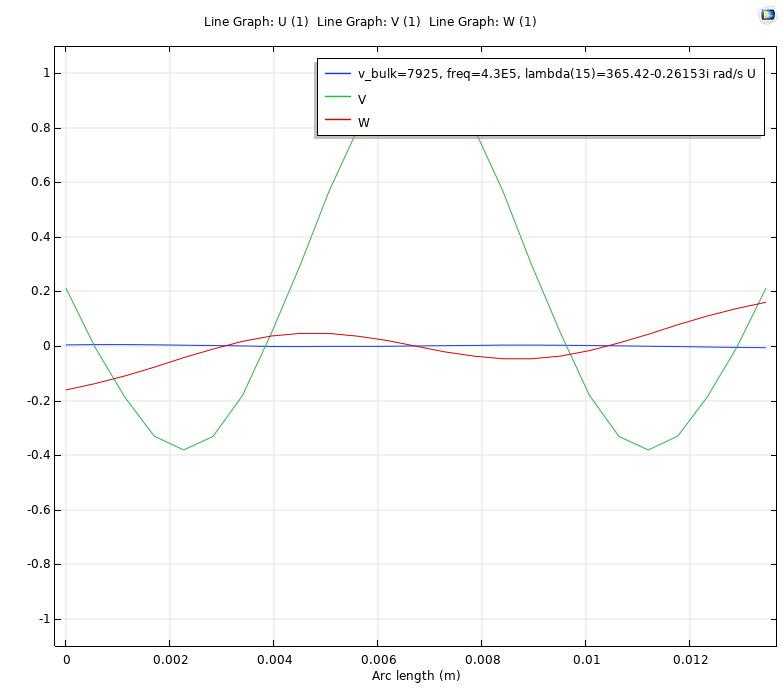 Line Graph: U (1) Line Graph: V (1) Line Graph: W (1)
v_bulk=7925, freq=4.3E5, lambda(15)=365.42-0.26153i rad/s U
V
W
1
0.8
0.6
0.4
0.2
0
-0.2
-0.4
-0.6
-0.8
-1
0 0.002 0.004 0.006 0.008 0.01 0.012
Arc length (m)